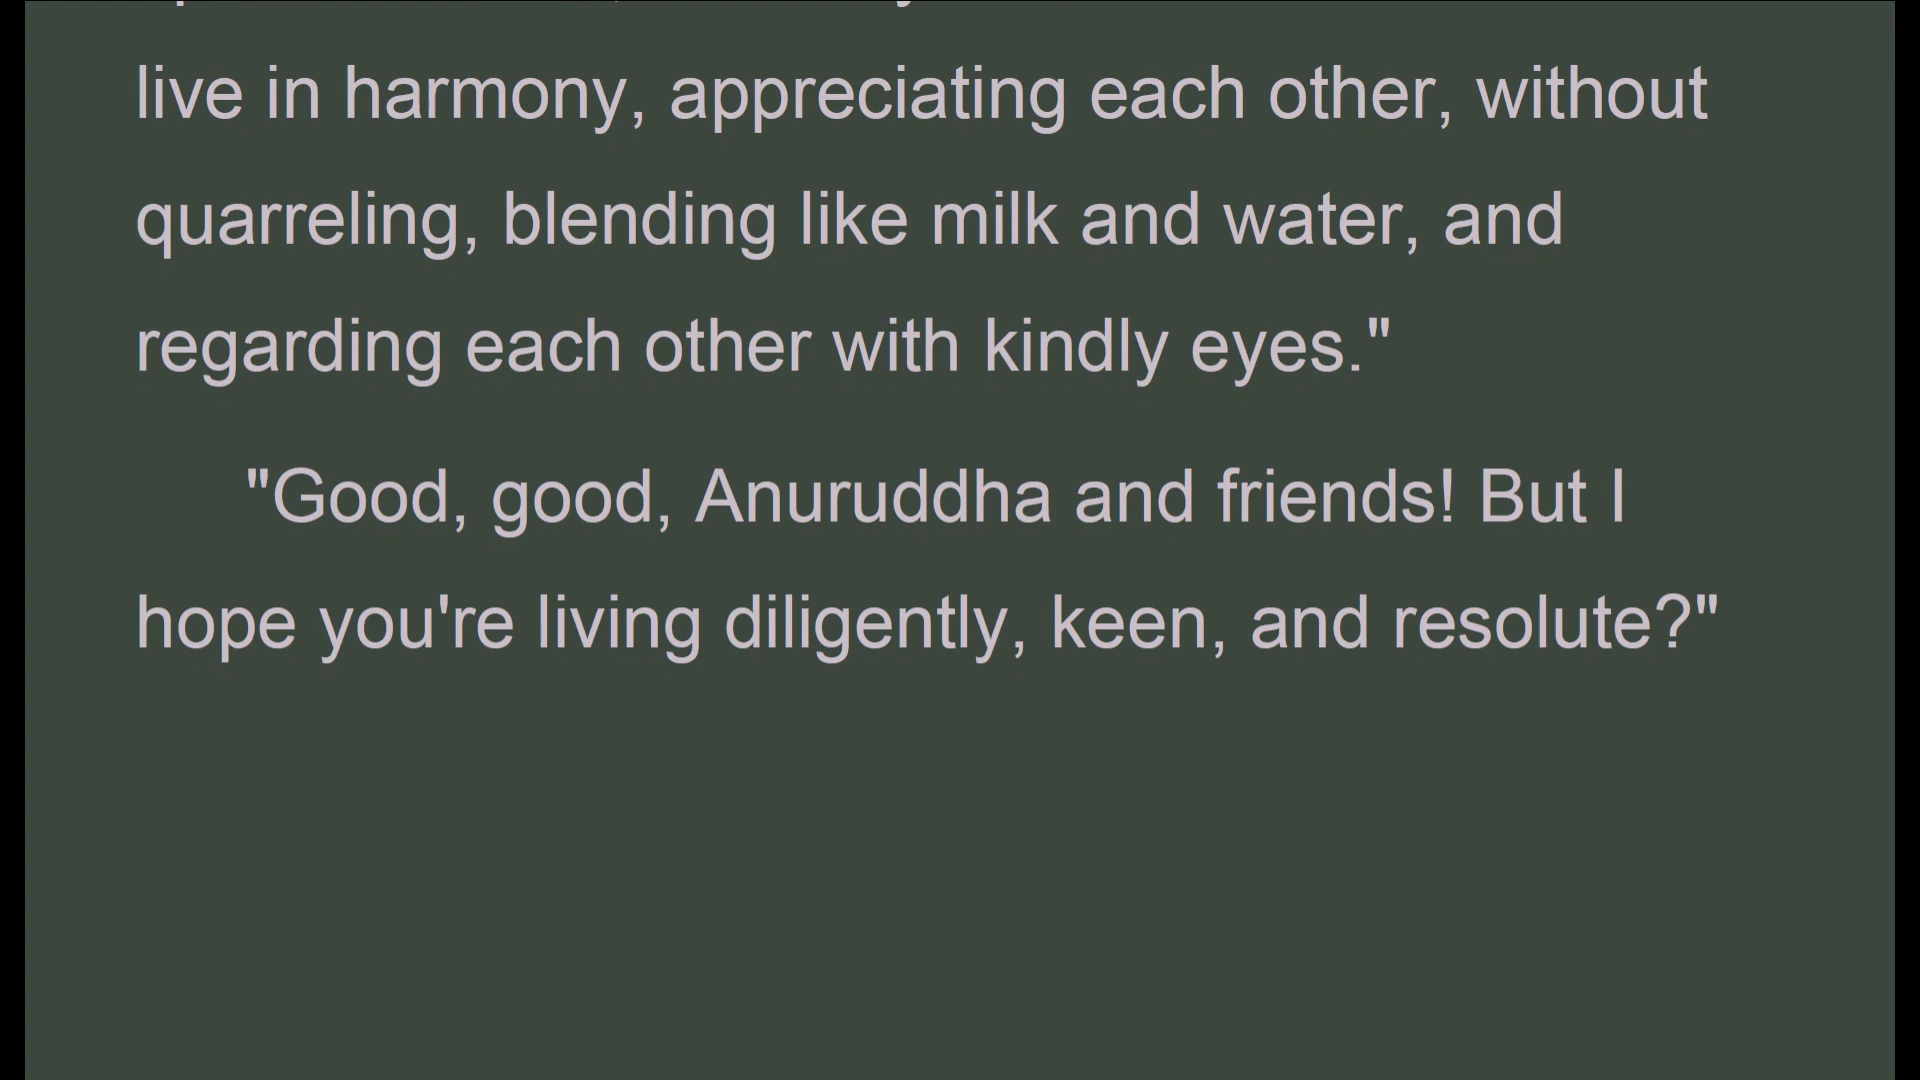 live in harmony, appreciating each other, without
quarreling, blending like milk and water, and
regarding each other with kindly eyes."
"Good, good, Anuruddha and friends! But I
hope you're living diligently, keen, and resolute?"